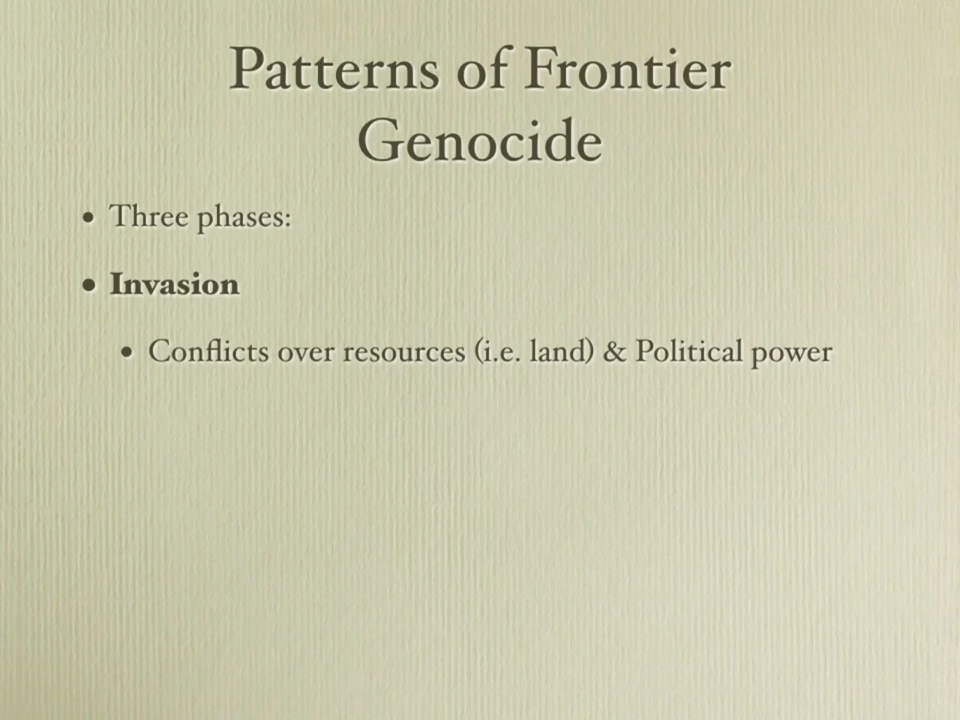 Patterns of Frontier
Genocide
• Three phases:
• Invasion
• Conflicts over resources (i.e. land) & Political power